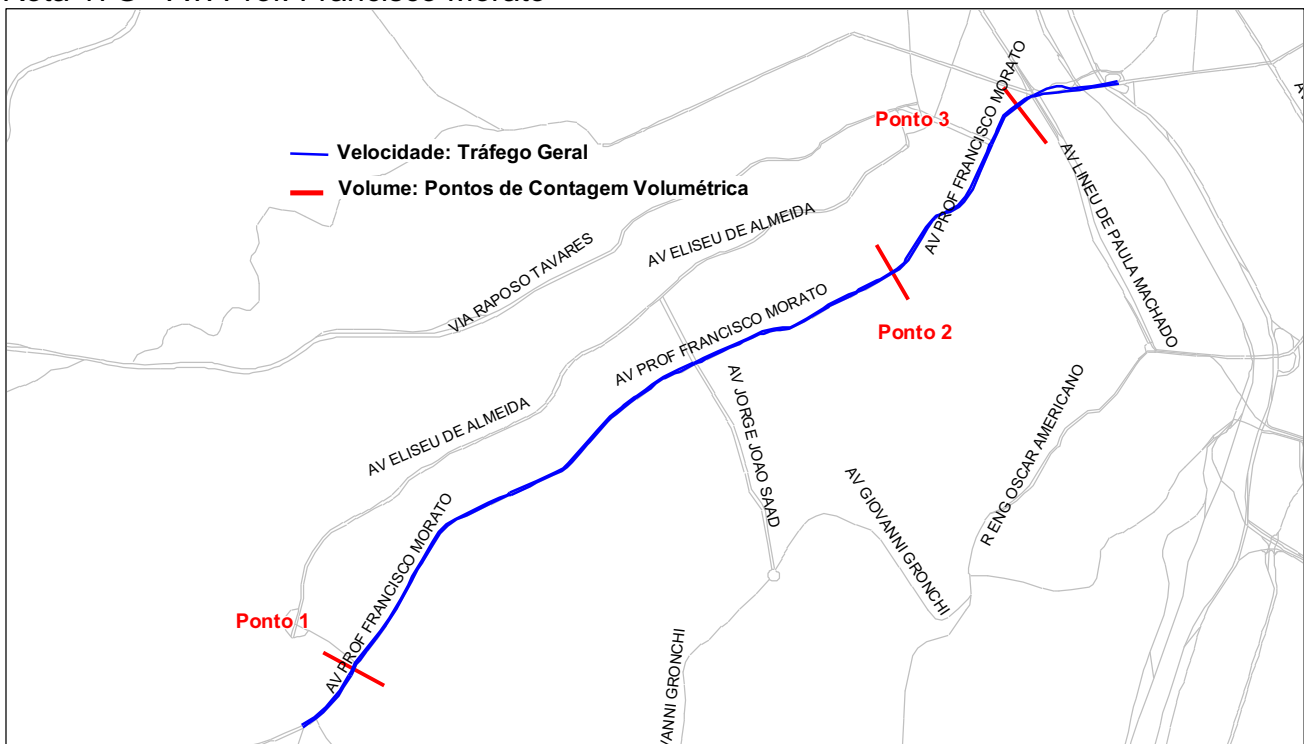 Ponto 3
AV PROF FRANCISCO MORATO
Velocidade: Tráfego Geral
Volume: Pontos de Contagem Volumétrica
AV LINEU DE PAULA MACHADO
AV ELISEU DE ALMEIDA
VIA RAPOSO TAVARES
AV PROF FRANCISCO MORATO
Ponto 2
AV ELISEU DE ALMEIDA
AV JORGE JOAO SAAD
R ENG OSCAR AMERICANO
AV GIOVANNI GRONCHI
AV PROF FRANCISCO MORATO
Ponto 1
VANNI GRONCHI